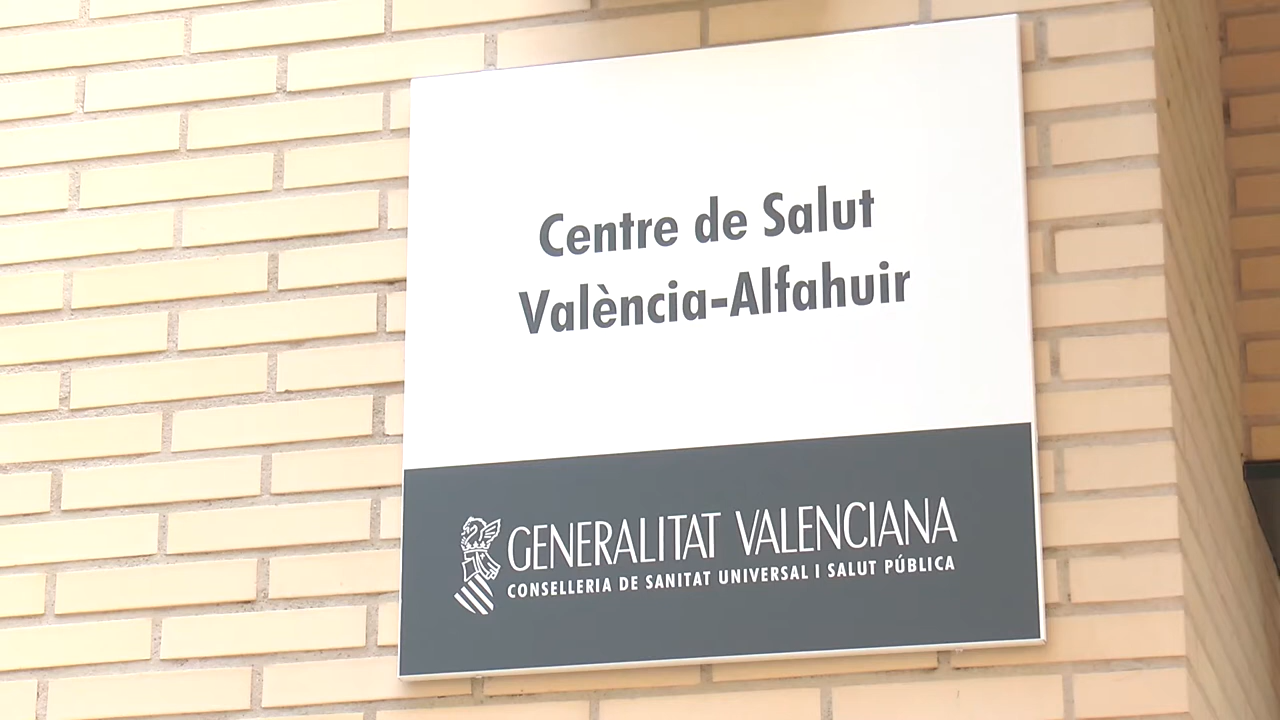 Centre de Salut
València-Alfahuir
GENERALITAT VALENCIANA
CONSELLERIA DE SANITAT UNIVERSAL I SALUT PÚBLICA